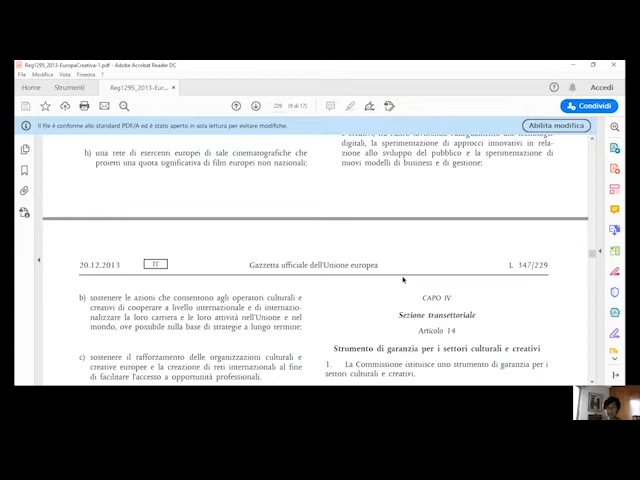 Reg1295_2013-EuropaCreativa-1.pdf - Adobe Acrobat Reader DC
File Modifica Vista Finestra ?
Home Strumenti Reg1295_2013-Eur... × Accedi
229 (9 di 17) Condividi
Il file è conforme allo standard PDF/A ed è stato aperto in sola lettura per evitare modifiche. Abilita modifica
h) una rete di esercenti europei di sale cinematografiche che
proietti una quota significativa di film europei non nazionali;
digitali, la sperimentazione di approcci innovativi in rela-
zione allo sviluppo del pubblico e la sperimentazione di
nuovi modelli di business e di gestione;
20.12.2013 IT Gazzetta ufficiale dell'Unione europea L 347/229
b) sostenere le azioni che consentono agli operatori culturali e
creativi di cooperare a livello internazionale e di internazio-
nalizzare la loro carriera e le loro attività nell'Unione e nel
mondo, ove possibile sulla base di strategie a lungo termine;
c) sostenere il rafforzamento delle organizzazioni culturali e
creative europee e la creazione di reti internazionali al fine
di facilitare l'accesso a opportunità professionali.
CAPO IV
Sezione transettoriale
Articolo 14
Strumento di garanzia per i settori culturali e creativi
1. La Commissione istituisce uno strumento di garanzia per i
settori culturali e creativi.